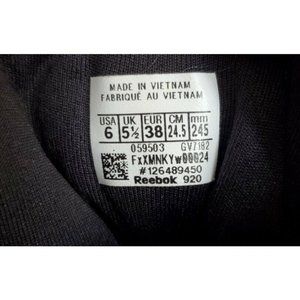 MADE IN VIETNAM
FABRIQUÉ AU VIETNAM
USA UK EUR CM mm
6 5½ 38 24.5 245
059503 GV7182
FxXMNKYw00024
#126489450
Reebok 920